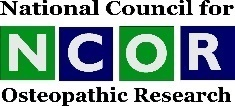 National Council for
NCOR
Osteopathic Research